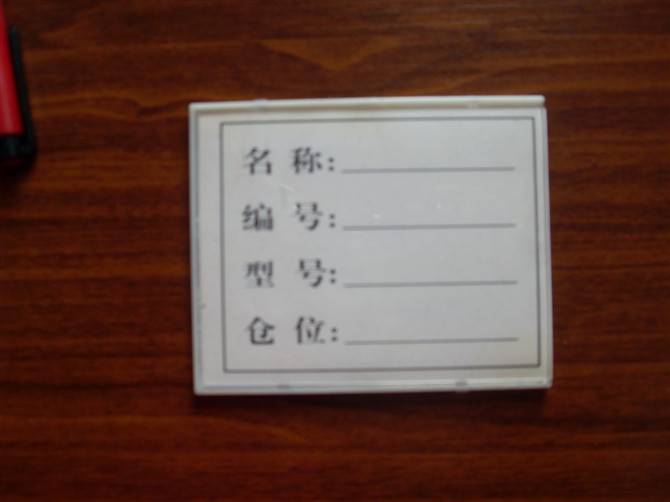 名 称:
编 号:
型 号:
仓 位: